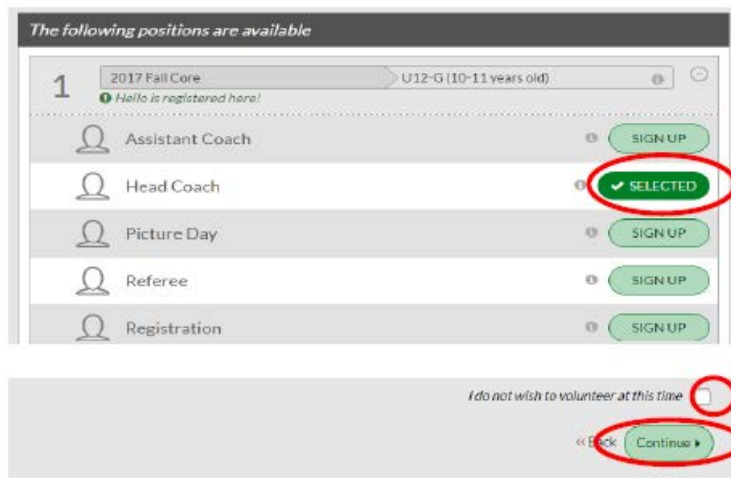 The following positions are available
1 2017 Fall Core U12-G (10-11 years old)
Hello is registered here!
Assistant Coach SIGN UP
Head Coach SELECTED
Picture Day SIGN UP
Referee SIGN UP
Registration SIGN UP
I do not wish to volunteer at this time
« Back Continue